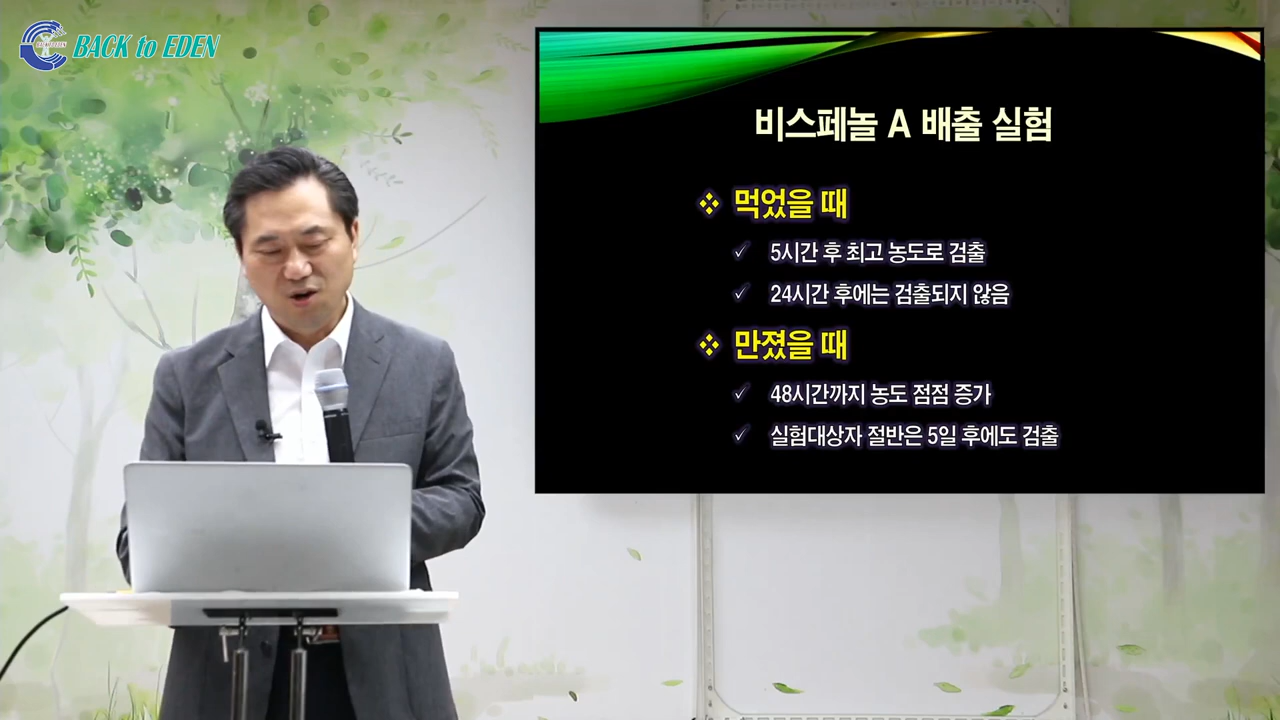 BACK to EDEN
비스페놀 A 배출 실험
먹었을 때
5시간 후 최고 농도로 검출
24시간 후에는 검출되지 않음
만졌을 때
48시간까지 농도 점점 증가
실험대상자 절반은 5일 후에도 검출